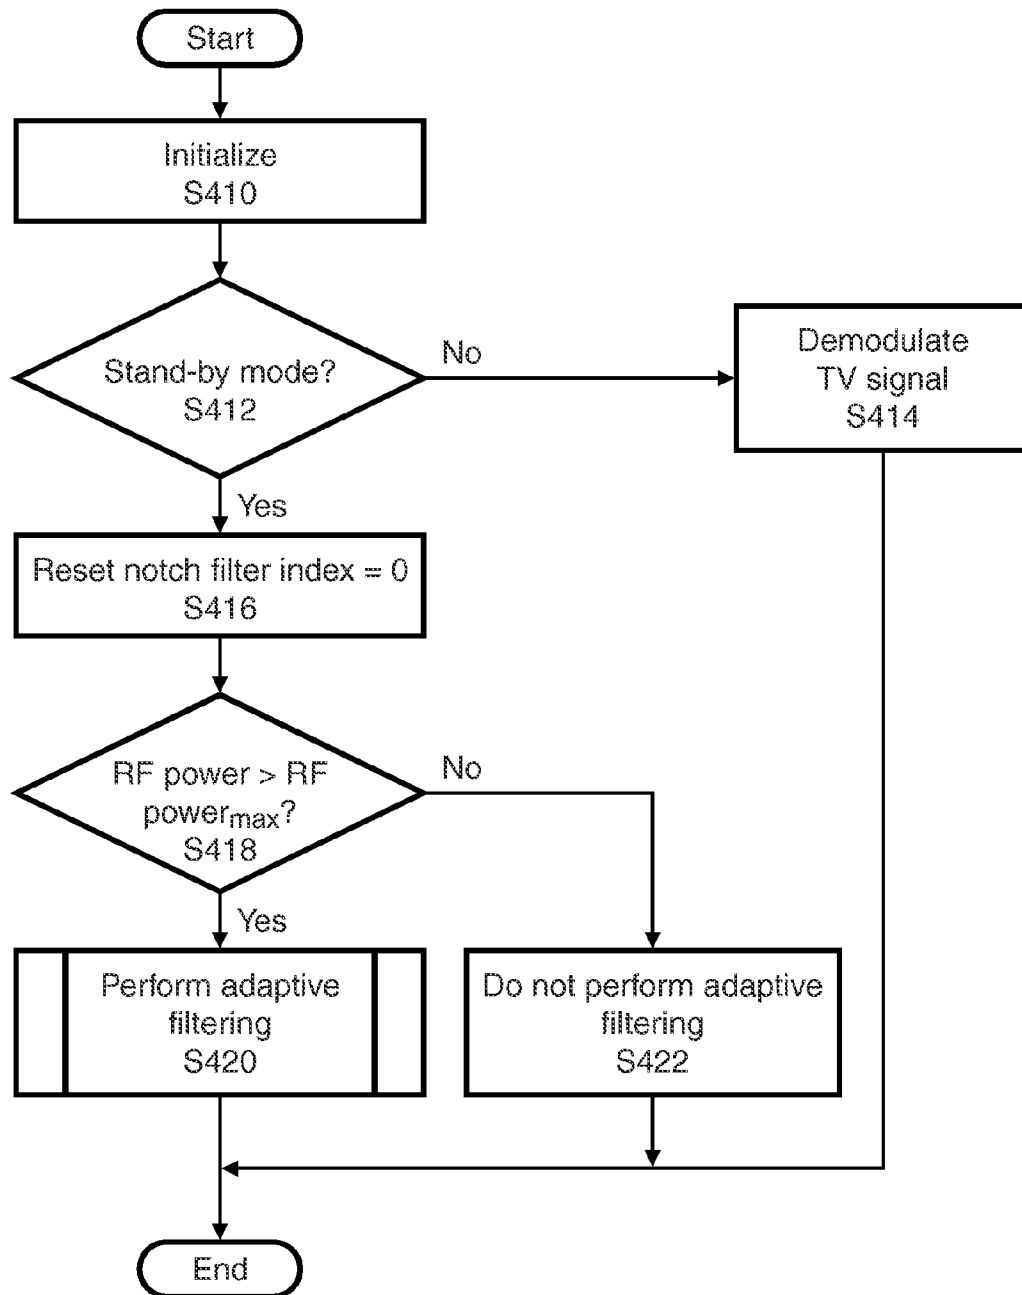 Start
Initialize
S410
Stand-by mode?
S412
No
Demodulate
TV signal
S414
Yes
Reset notch filter index = 0
S416
RF power > RF
powermax?
S418
No
Yes
Perform adaptive
filtering
S420
Do not perform adaptive
filtering
S422
End